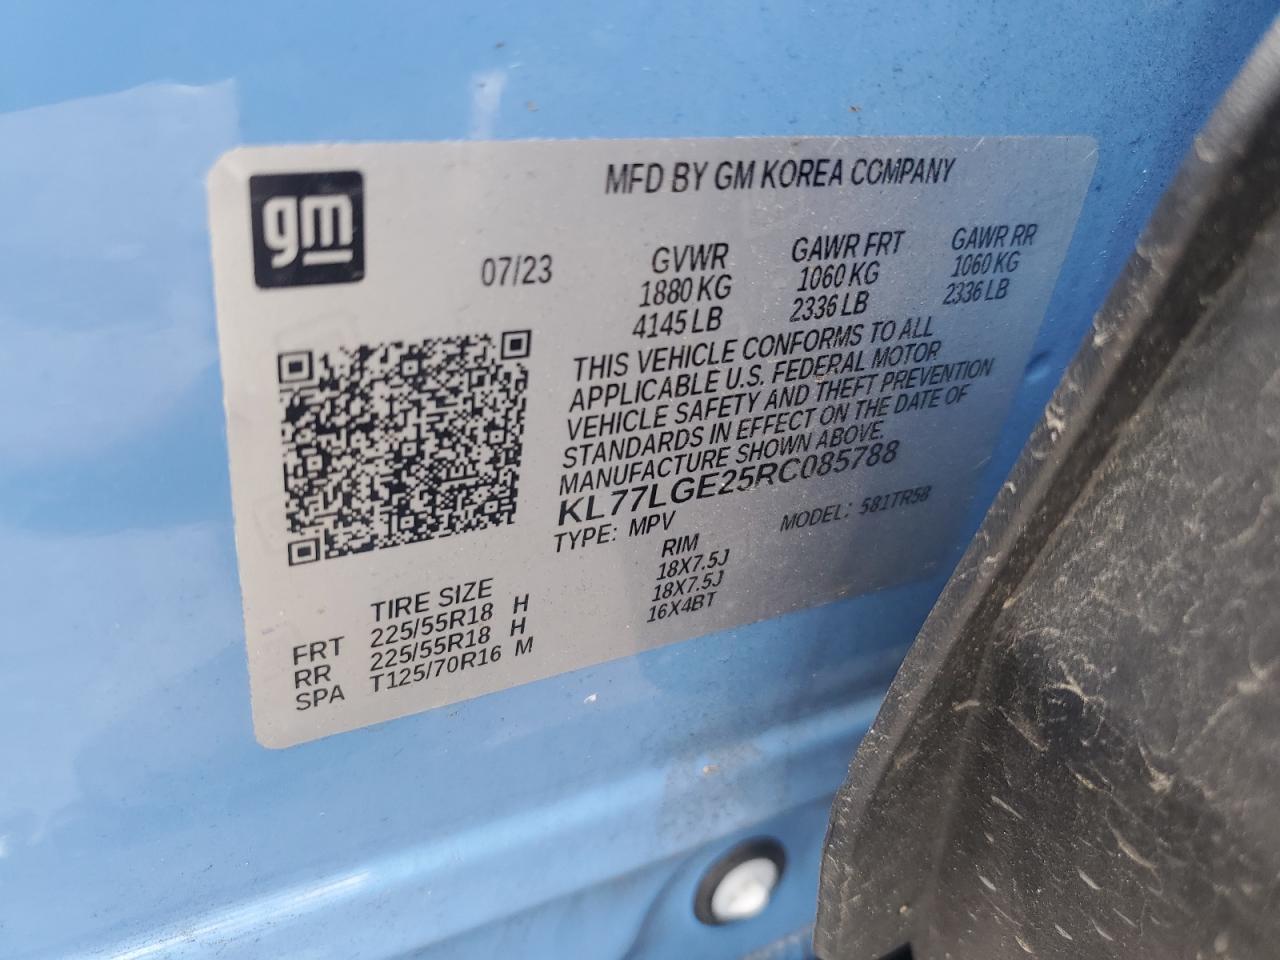 gm
MFD BY GM KOREA COMPANY
07/23
GVWR GAWR FRT GAWR RR
1880 KG 1060 KG 1060 KG
4145 LB 2336 LB 2336 LB
THIS VEHICLE CONFORMS TO ALL
APPLICABLE U.S. FEDERAL MOTOR
VEHICLE SAFETY AND THEFT PREVENTION
STANDARDS IN EFFECT ON THE DATE OF
MANUFACTURE SHOWN ABOVE.
KL77LGE25RC085788
TYPE: MPV MODEL: 581TR58
TIRE SIZE RIM
FRT 225/55R18 H 18X7.5J
RR 225/55R18 H 18X7.5J
SPA T125/70R16 M 16X4BT